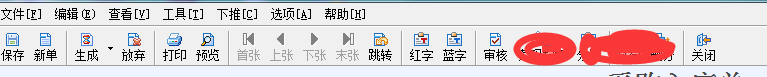 文件[F] 编辑(E) 查看[V] 工具[T] 下推[C] 选项[A] 帮助[H]
保存 新单 生成 放弃 打印 预览 首张 上张 下张 末张 跳转 红字 蓝字 审核 关闭